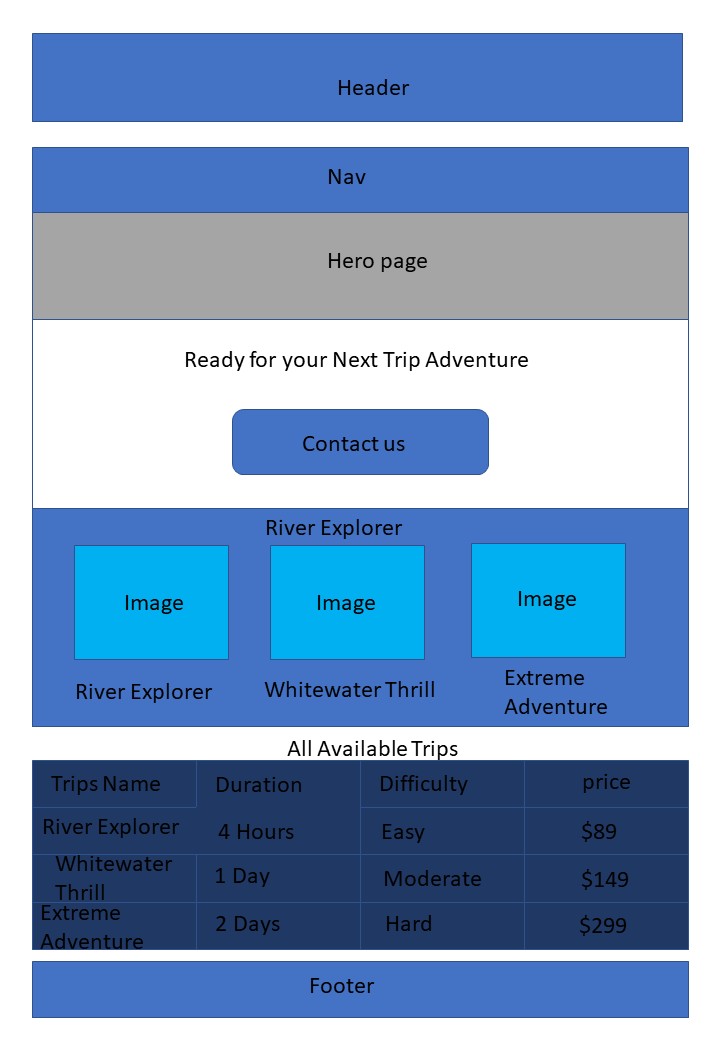 Header
Nav
Hero page
Ready for your Next Trip Adventure
Contact us
River Explorer
Image
Image
Image
River Explorer
Whitewater Thrill
Extreme
Adventure
All Available Trips
Trips Name
Duration
Difficulty
price
River Explorer
4 Hours
Easy
$89
Whitewater
Thrill
1 Day
Moderate
$149
Extreme
Adventure
2 Days
Hard
$299
Footer